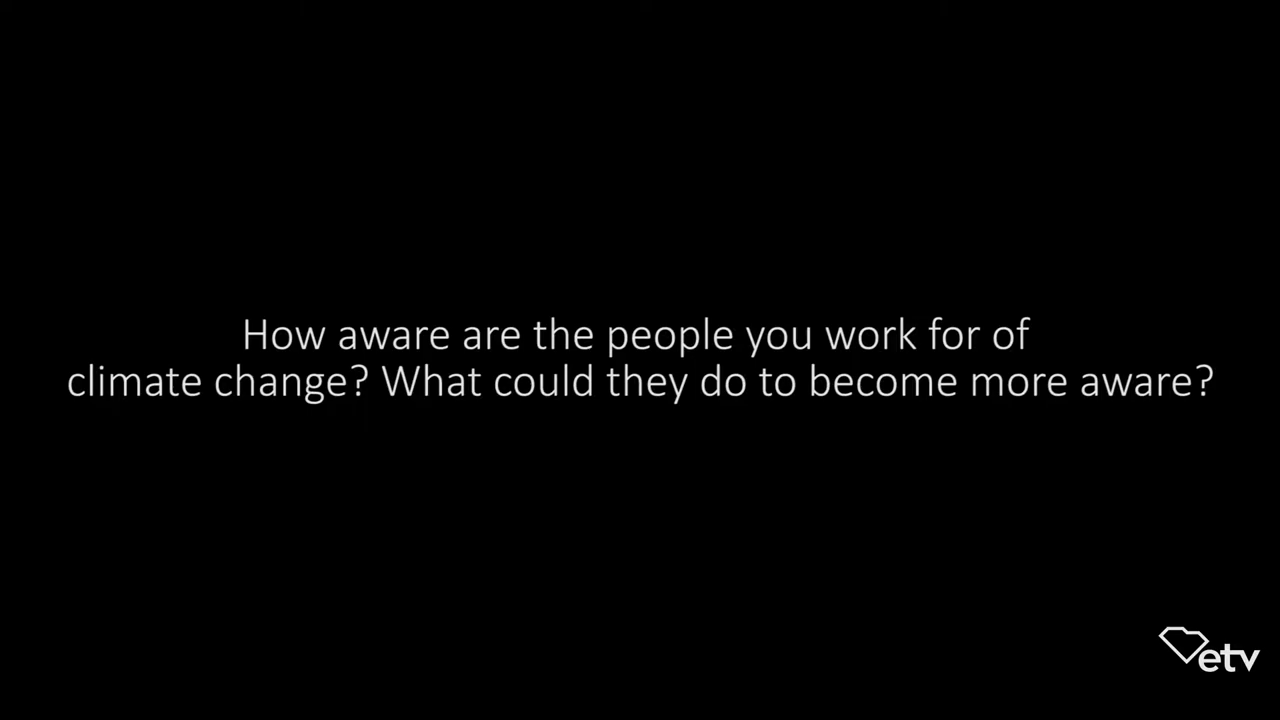 How aware are the people you work for of
climate change? What could they do to become more aware?
etv